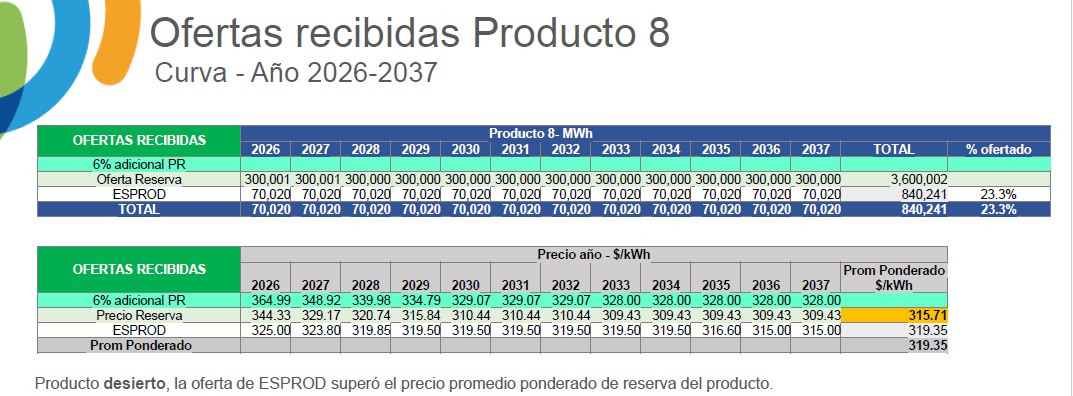 Ofertas recibidas Producto 8
Curva - Año 2026-2037
OFERTAS RECIBIDAS
Producto 8- MWh
2026 2027 2028 2029 2030 2031 2032 2033 2034 2035 2036 2037 TOTAL % ofertado
6% adicional PR
Oferta Reserva 300,001 300,001 300,000 300,000 300,000 300,000 300,000 300,000 300,000 300,000 300,000 300,000 3,600,002
ESPROD 70,020 70,020 70,020 70,020 70,020 70,020 70,020 70,020 70,020 70,020 70,020 70,020 840,241 23.3%
TOTAL 70,020 70,020 70,020 70,020 70,020 70,020 70,020 70,020 70,020 70,020 70,020 70,020 840,241 23.3%
OFERTAS RECIBIDAS
Precio año - $/kWh
2026 2027 2028 2029 2030 2031 2032 2033 2034 2035 2036 2037 Prom Ponderado $/kWh
6% adicional PR 364.99 348.92 339.98 334.79 329.07 329.07 329.07 328.00 328.00 328.00 328.00 328.00
Precio Reserva 344.33 329.17 320.74 315.84 310.44 310.44 310.44 309.43 309.43 309.43 309.43 309.43 315.71
ESPROD 325.00 323.80 319.85 319.50 319.50 319.50 319.50 319.50 319.50 316.60 315.00 315.00 319.35
Prom Ponderado 319.35
Producto desierto, la oferta de ESPROD superó el precio promedio ponderado de reserva del producto.